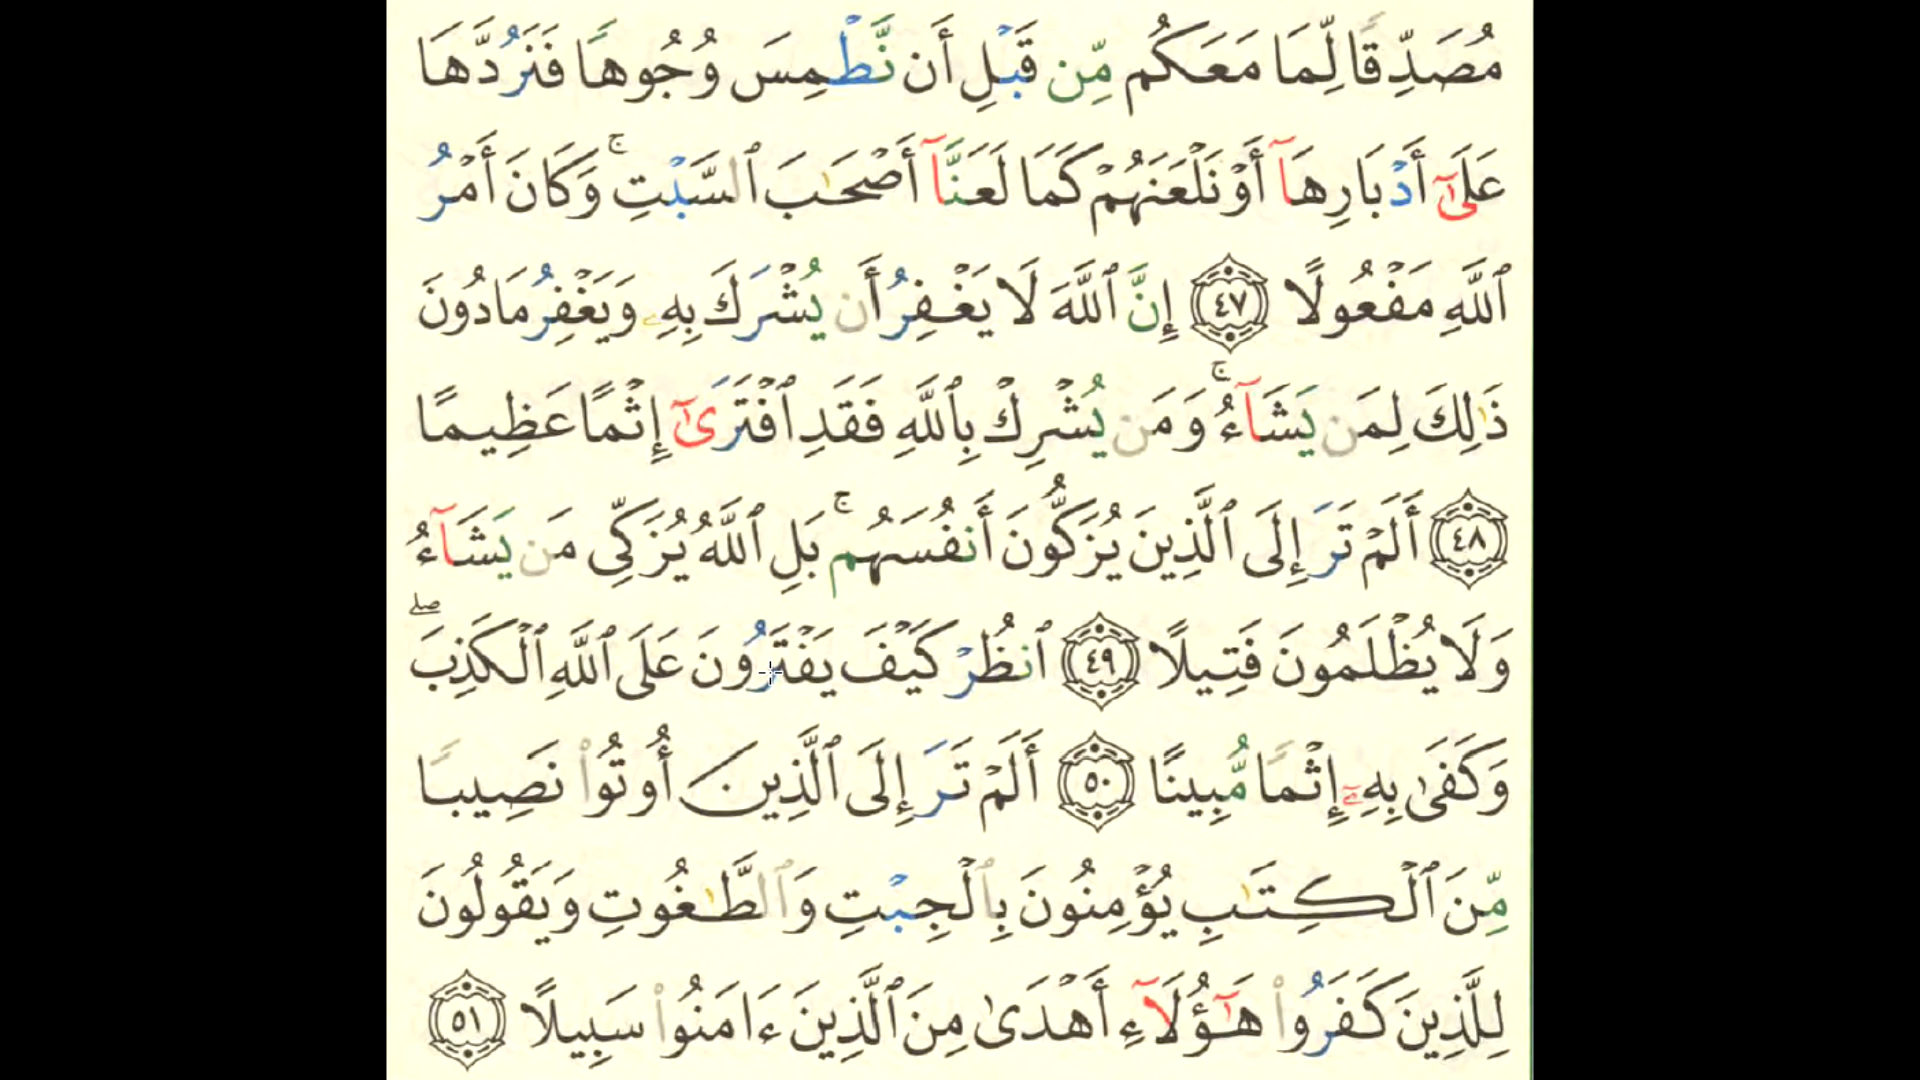 مُصَدِّقًا لِّمَا مَعَكُم مِّن قَبْلِ أَن نَّطْمِسَ وُجُوهًا فَنَرُدَّهَا
عَلَىٰٓ أَدْبَارِهَآ أَوْ نَلْعَنَهُمْ كَمَا لَعَنَّآ أَصْحَٰبَ ٱلسَّبْتِ ۚ وَكَانَ أَمْرُ
ٱللَّهِ مَفْعُولًا ٤٧ إِنَّ ٱللَّهَ لَا يَغْفِرُ أَن يُشْرَكَ بِهِۦ وَيَغْفِرُ مَا دُونَ
ذَٰلِكَ لِمَن يَشَآءُ ۚ وَمَن يُشْرِكْ بِٱللَّهِ فَقَدِ ٱفْتَرَىٰٓ إِثْمًا عَظِيمًا
٤٨ أَلَمْ تَرَ إِلَى ٱلَّذِينَ يُزَكُّونَ أَنفُسَهُم ۚ بَلِ ٱللَّهُ يُزَكِّى مَن يَشَآءُ
وَلَا يُظْلَمُونَ فَتِيلًا ٤٩ ٱنظُرْ كَيْفَ يَفْتَرُونَ عَلَى ٱللَّهِ ٱلْكَذِبَ ۖ
وَكَفَىٰ بِهِۦٓ إِثْمًا مُّبِينًا ٥٠ أَلَمْ تَرَ إِلَى ٱلَّذِينَ أُوتُوا۟ نَصِيبًا
مِّنَ ٱلْكِتَٰبِ يُؤْمِنُونَ بِٱلْجِبْتِ وَٱلطَّٰغُوتِ وَيَقُولُونَ
لِلَّذِينَ كَفَرُوا۟ هَٰٓؤُلَآءِ أَهْدَىٰ مِنَ ٱلَّذِينَ ءَامَنُوا۟ سَبِيلًا ٥١